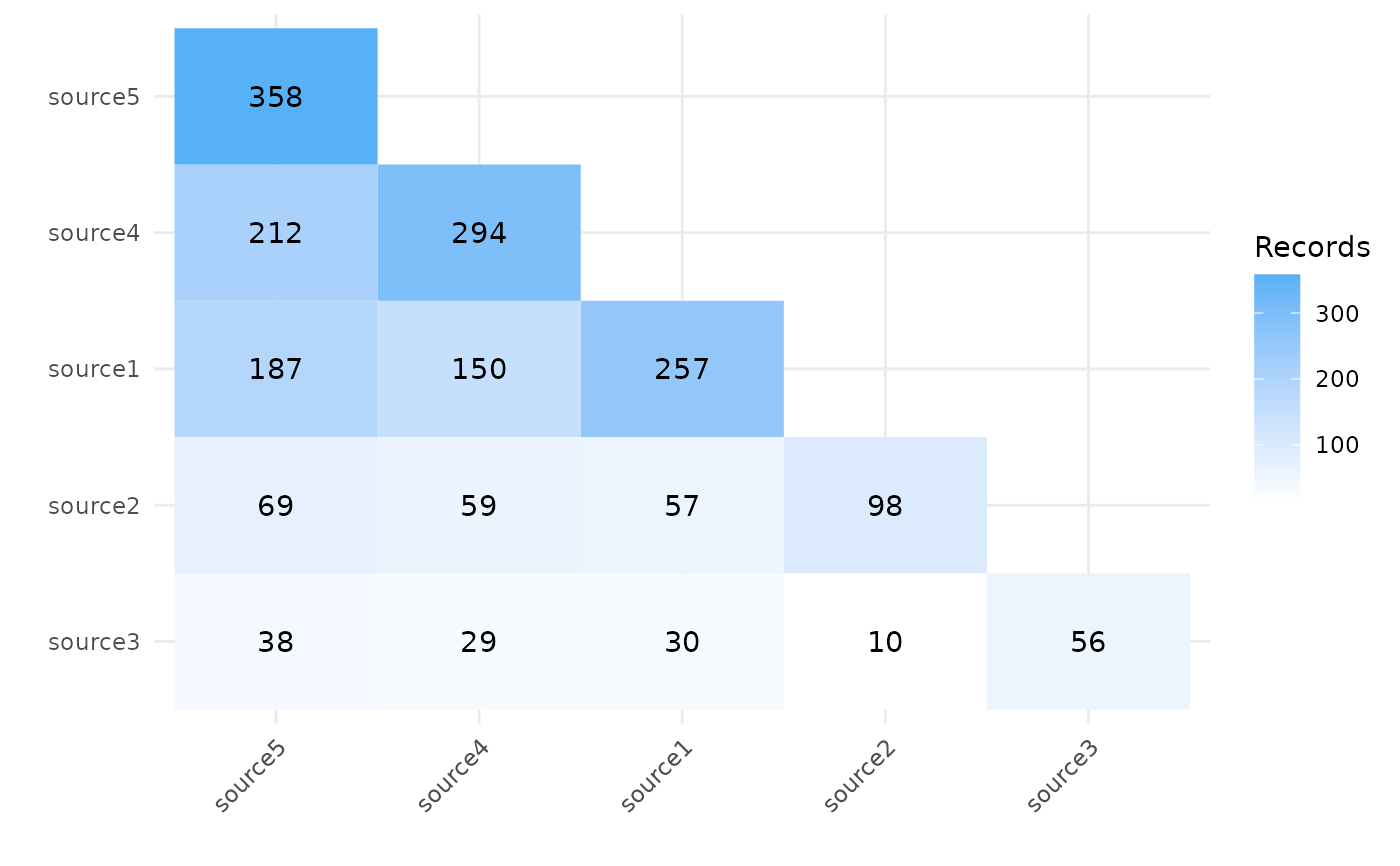 source5 358
source4 212 294
source1 187 150 257
source2 69 59 57 98
source3 38 29 30 10 56
source5 source4 source1 source2 source3
Records
300
200
100